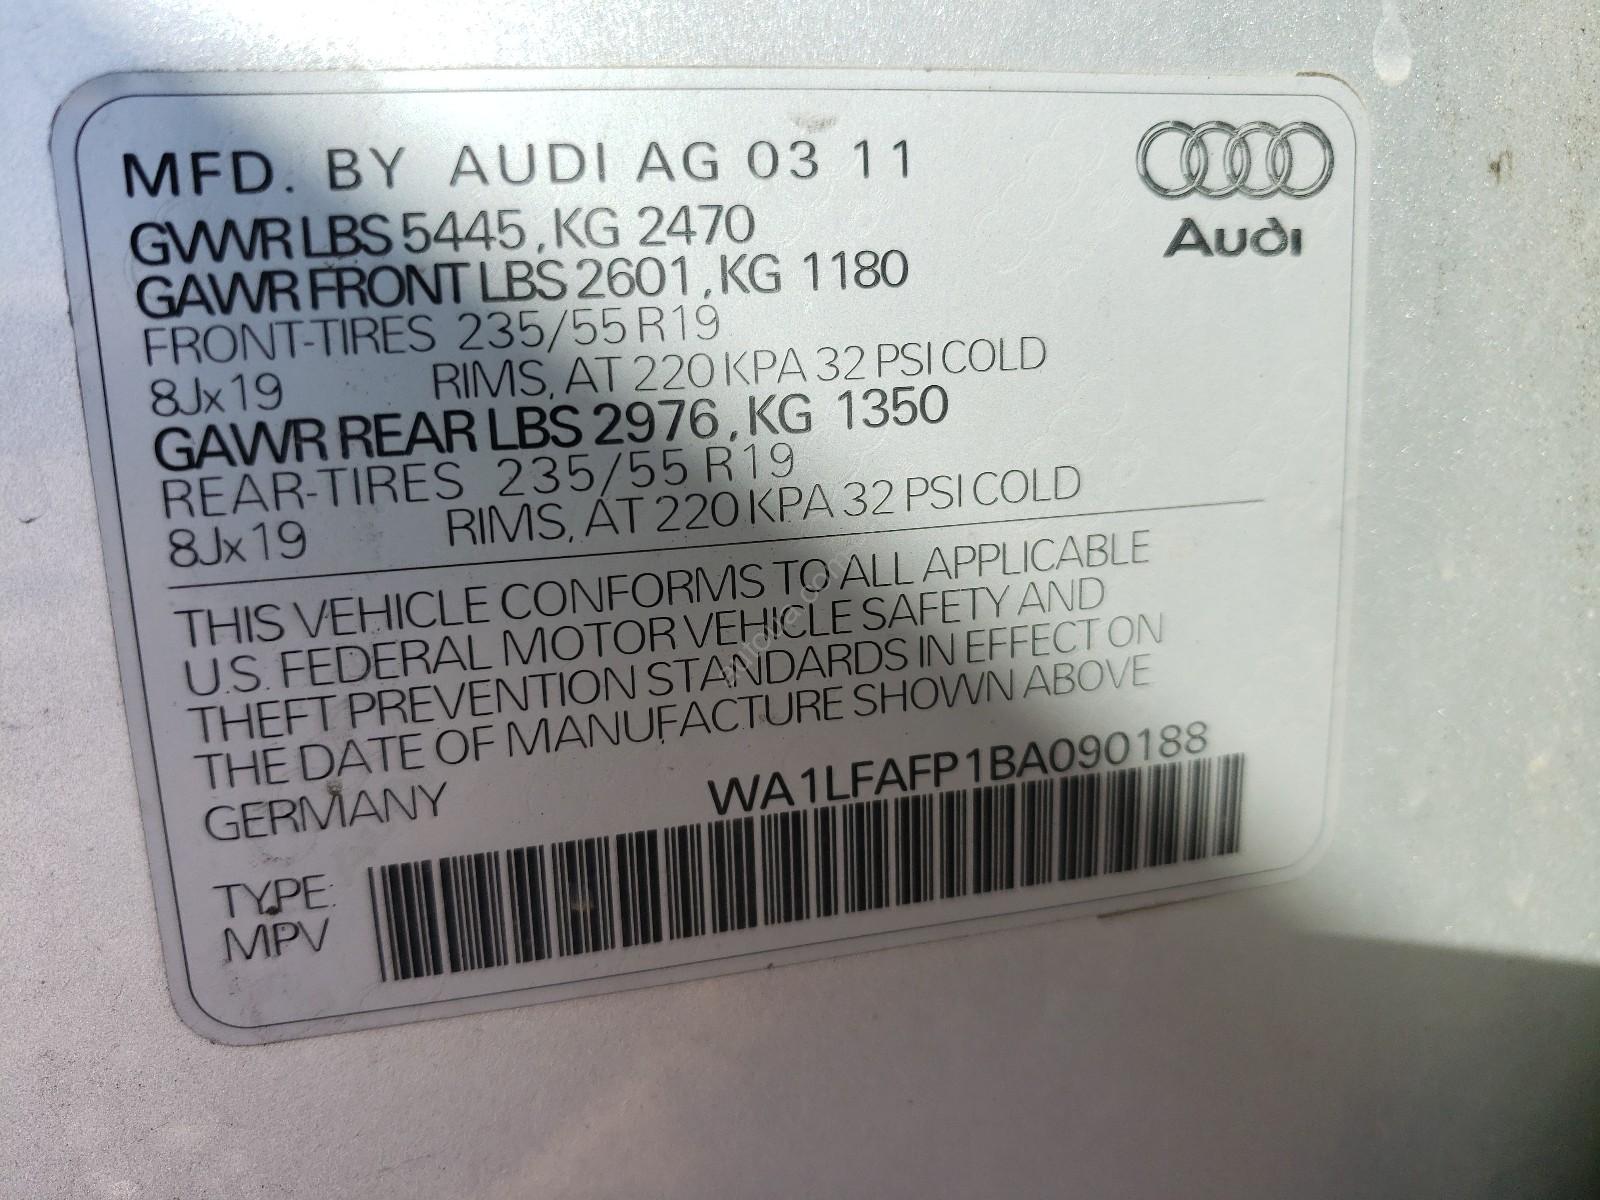 MFD. BY AUDI AG 03 11
GVWR LBS 5445, KG 2470
GAWR FRONT LBS 2601, KG 1180
FRONT-TIRES 235/55 R19
8Jx19 RIMS, AT 220 KPA 32 PSI COLD
GAWR REAR LBS 2976, KG 1350
REAR-TIRES 235/55 R19
8Jx19 RIMS, AT 220 KPA 32 PSI COLD
Audi
THIS VEHICLE CONFORMS TO ALL APPLICABLE
U.S. FEDERAL MOTOR VEHICLE SAFETY AND
THEFT PREVENTION STANDARDS IN EFFECT ON
THE DATE OF MANUFACTURE SHOWN ABOVE
GERMANY WA1LFAFP1BA090188
TYPE:
MPV